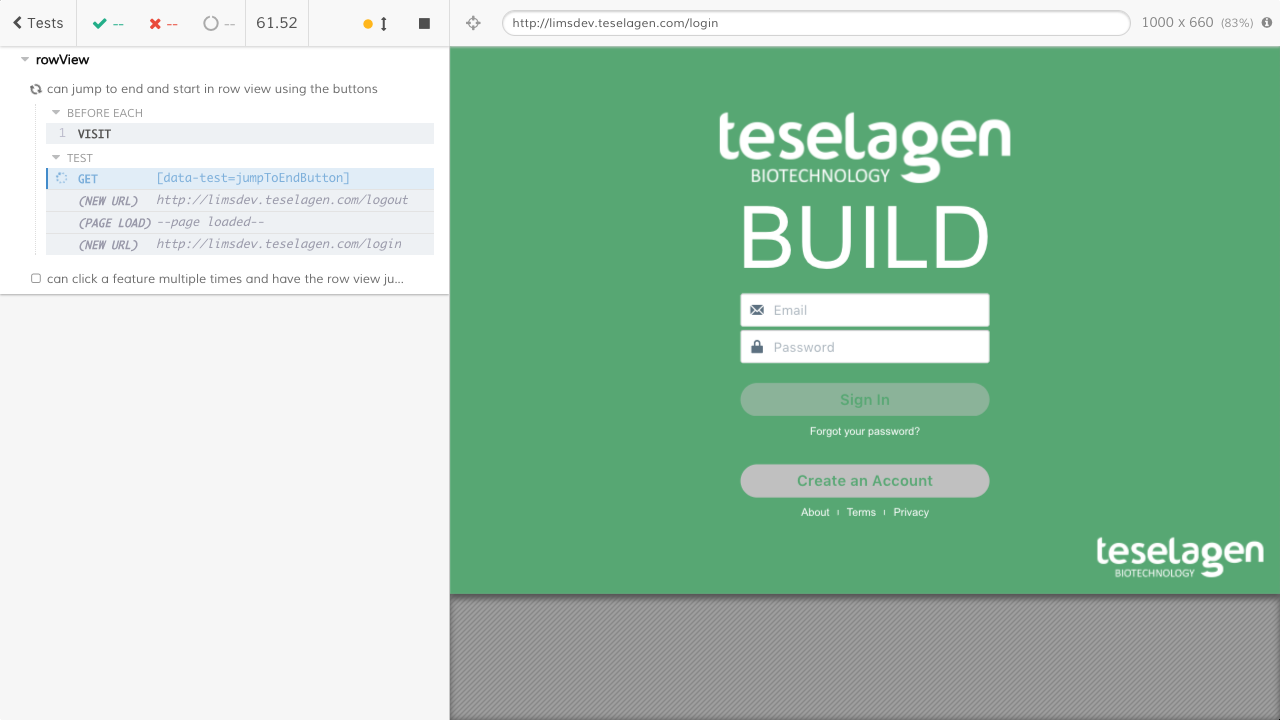 Tests
--
--
--
61.52
http://limsdev.teselagen.com/login
1000 x 660 (83%)
rowView
can jump to end and start in row view using the buttons
BEFORE EACH
1 VISIT
TEST
GET [data-test=jumpToEndButton]
(NEW URL) http://limsdev.teselagen.com/logout
(PAGE LOAD) --page loaded--
(NEW URL) http://limsdev.teselagen.com/login
can click a feature multiple times and have the row view ju...
teselagen
BIOTECHNOLOGY
BUILD
Email
Password
Sign In
Forgot your password?
Create an Account
About Terms Privacy
teselagen
BIOTECHNOLOGY